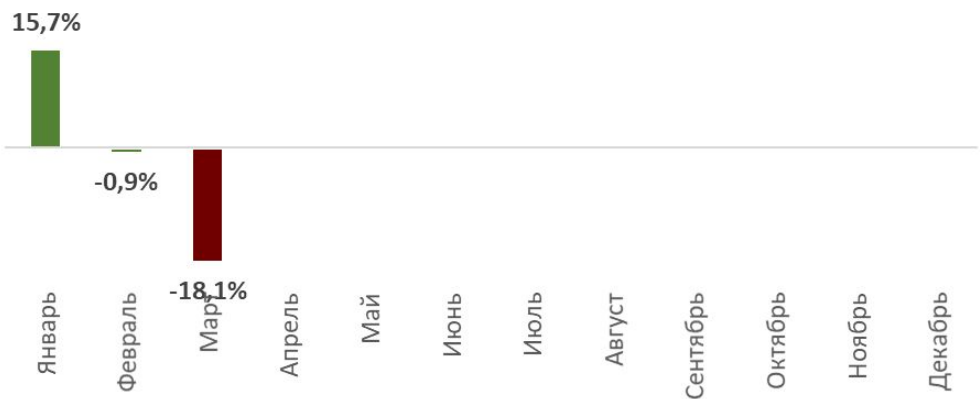 15,7%
-0,9%
-18,1%
Январь
Февраль
Март
Апрель
Май
Июнь
Июль
Август
Сентябрь
Октябрь
Ноябрь
Декабрь